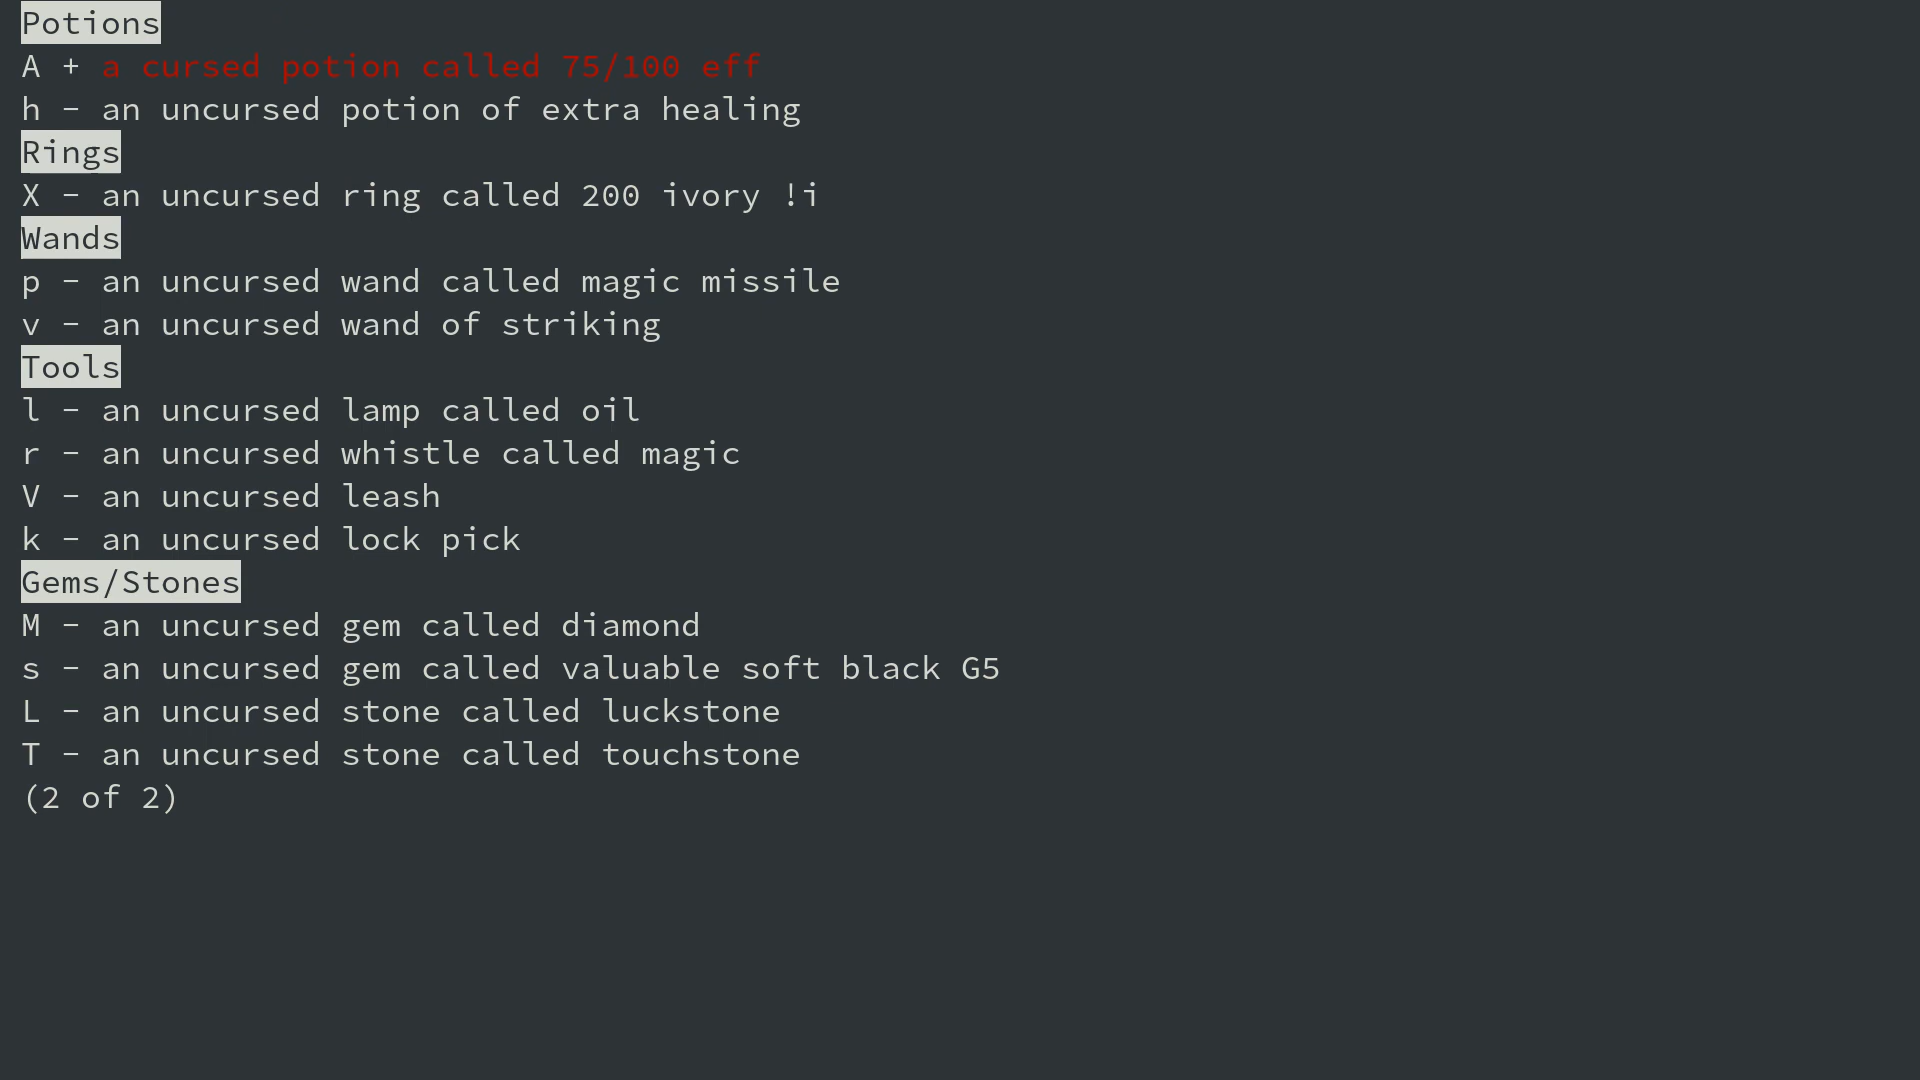 Potions
A + a cursed potion called 75/100 eff
h - an uncursed potion of extra healing
Rings
X - an uncursed ring called 200 ivory !i
Wands
p - an uncursed wand called magic missile
v - an uncursed wand of striking
Tools
l - an uncursed lamp called oil
r - an uncursed whistle called magic
V - an uncursed leash
k - an uncursed lock pick
Gems/Stones
M - an uncursed gem called diamond
s - an uncursed gem called valuable soft black G5
L - an uncursed stone called luckstone
T - an uncursed stone called touchstone
(2 of 2)